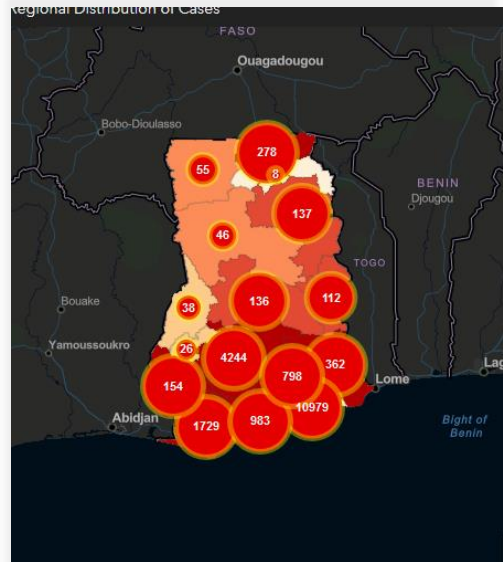 Regional Distribution of Cases
FASO
Ouagadougou
Bobo-Dioulasso
278
55
8
BENIN
Djougou
137
46
TOGO
Bouake
38
136
112
Yamoussoukro
26
4244
798
362
154
Lome
Lag
Abidjan
1729
983
10979
Bight of
Benin